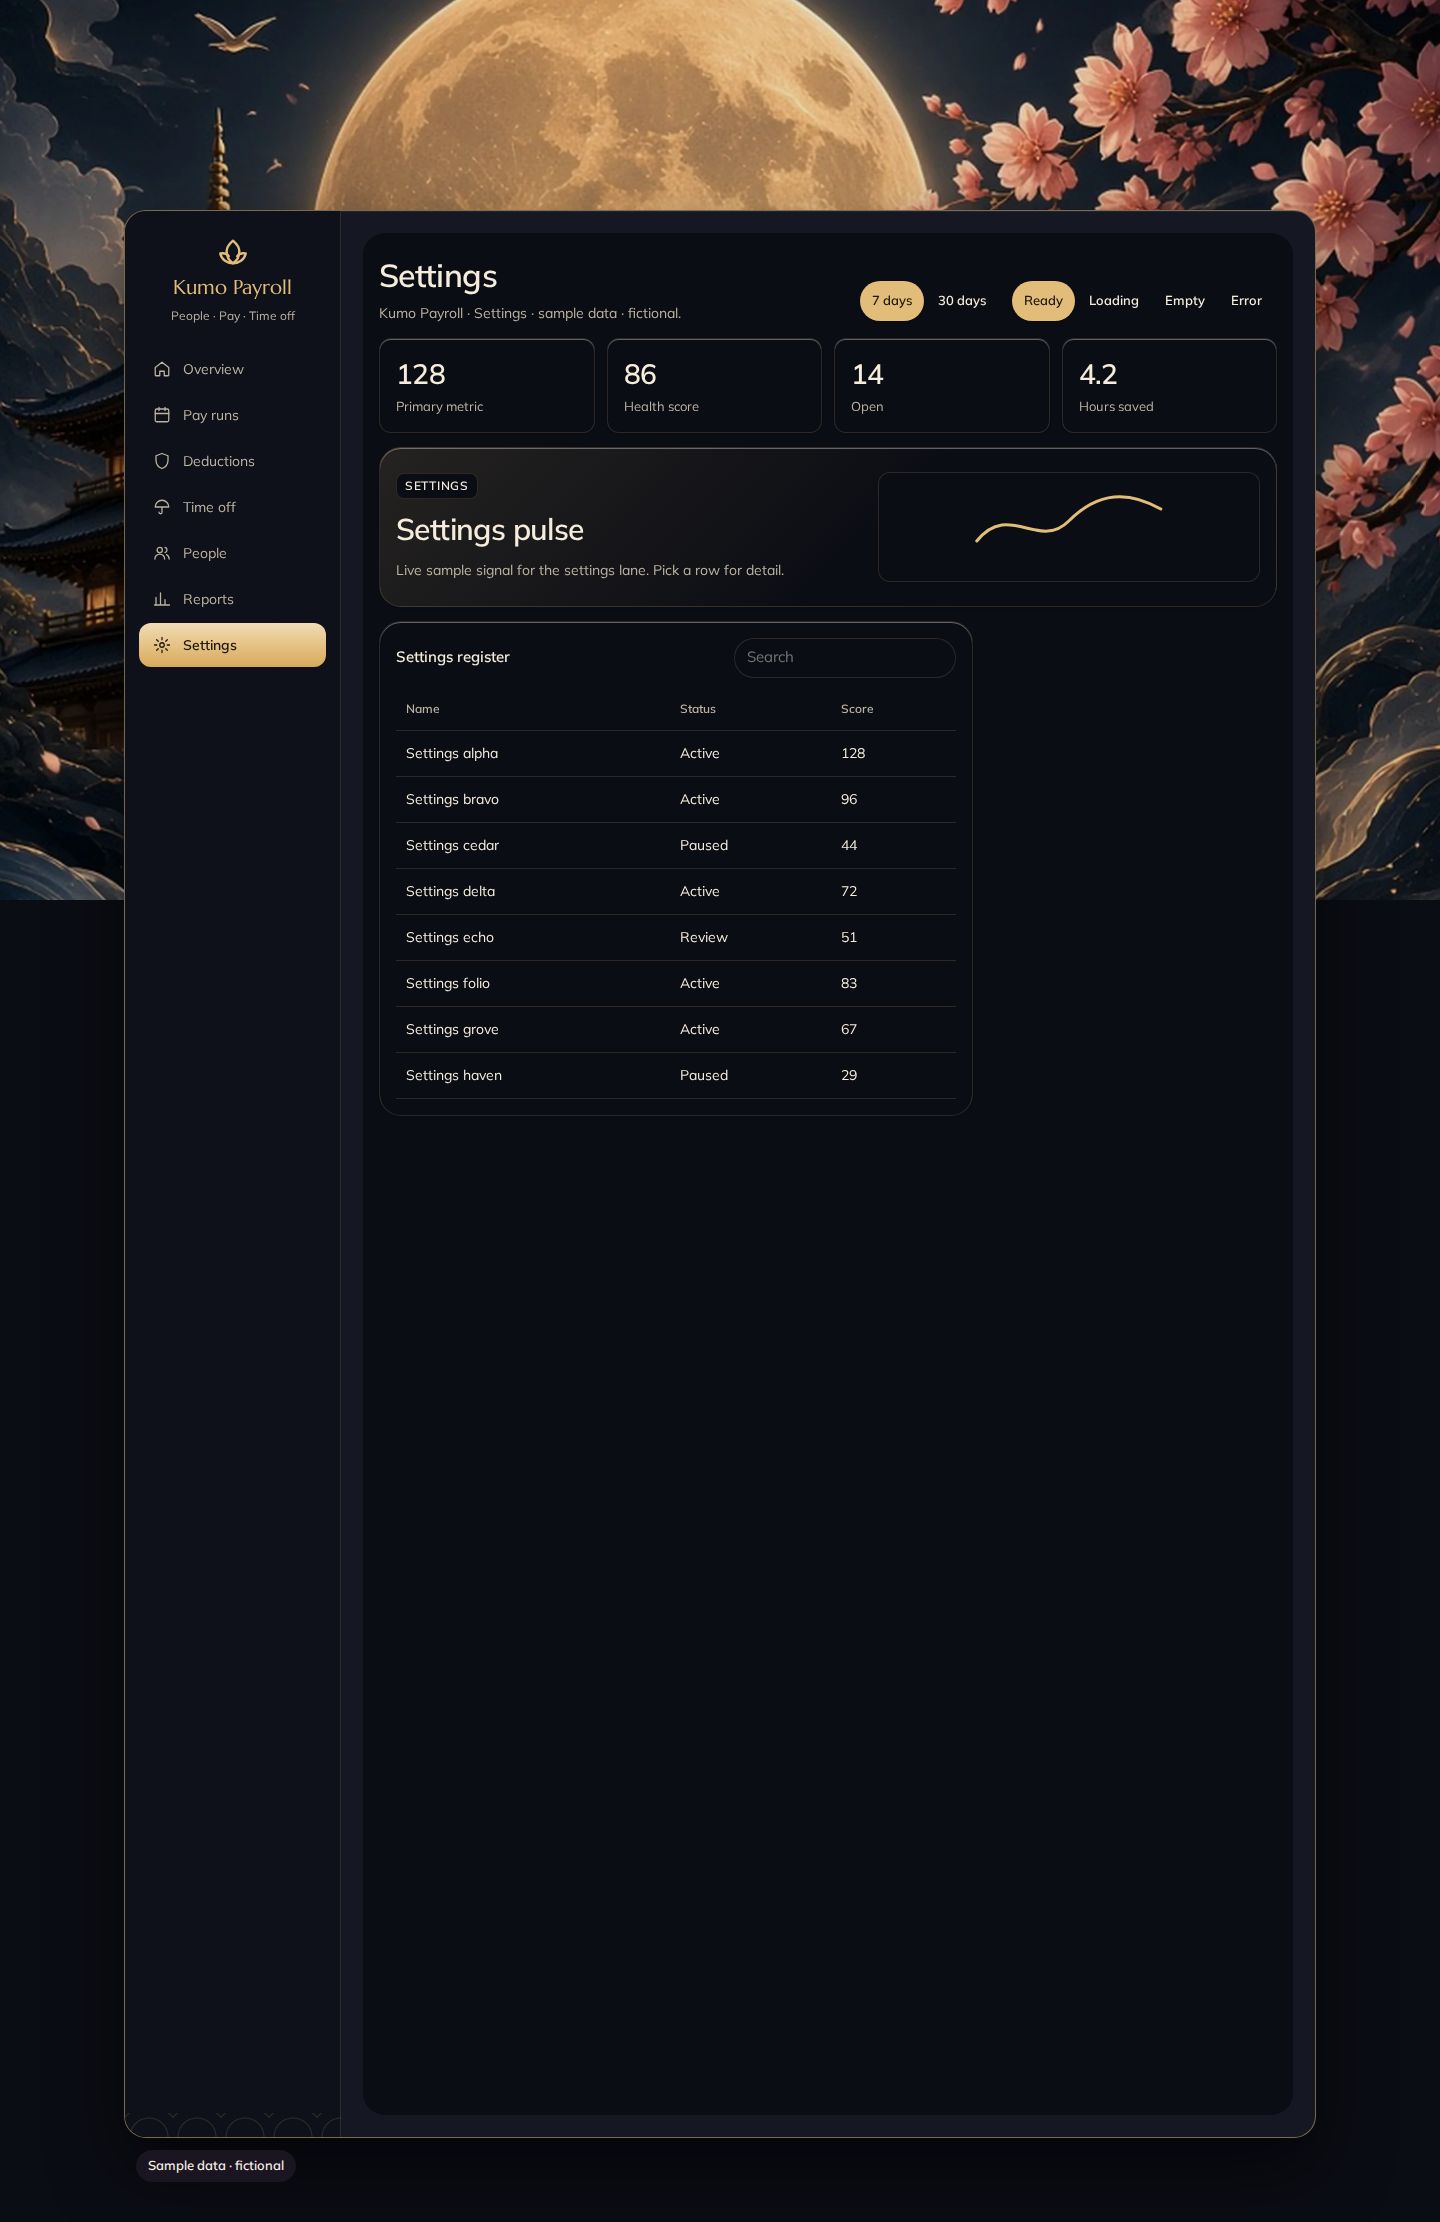 Kumo Payroll
People · Pay · Time off
Overview
Pay runs
Deductions
Time off
People
Reports
Settings
Settings
Kumo Payroll · Settings · sample data · fictional.
7 days 30 days Ready Loading Empty Error
128 86 14 4.2
Primary metric Health score Open Hours saved
SETTINGS
Settings pulse
Live sample signal for the settings lane. Pick a row for detail.
Settings register Search
Name Status Score
Settings alpha Active 128
Settings bravo Active 96
Settings cedar Paused 44
Settings delta Active 72
Settings echo Review 51
Settings folio Active 83
Settings grove Active 67
Settings haven Paused 29
Sample data · fictional